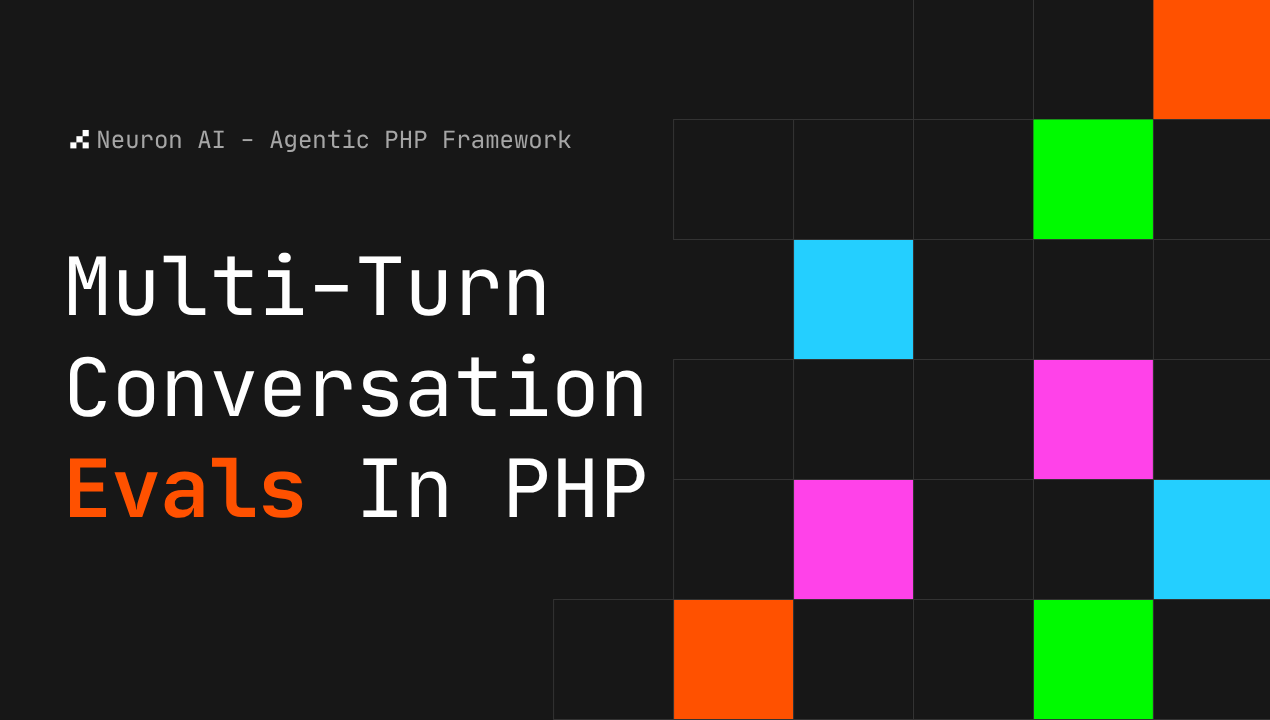 Neuron AI - Agentic PHP Framework
Multi-Turn
Conversation
Evals In PHP